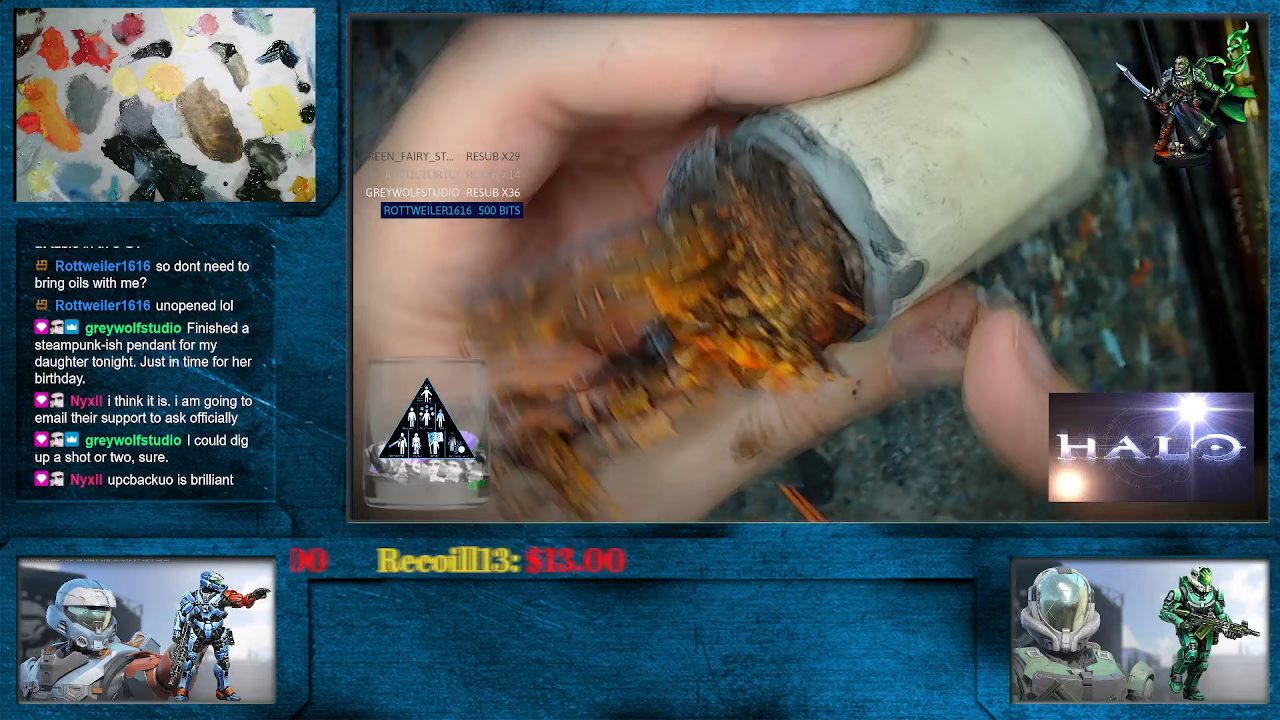 RESUB X29
GREYWOLFSTUDIO RESUB X36
ROTTWEILER1616 500 BITS
Rottweiler1616 so dont need to
bring oils with me?
Rottweiler1616 unopened lol
greywolfstudio Finished a
steampunk-ish pendant for my
daughter tonight. Just in time for her
birthday.
Nyxll i think it is. i am going to
email their support to ask officially
greywolfstudio I could dig
up a shot or two, sure.
Nyxll upcbackuo is brilliant
HALO
Recoill13: $13.00